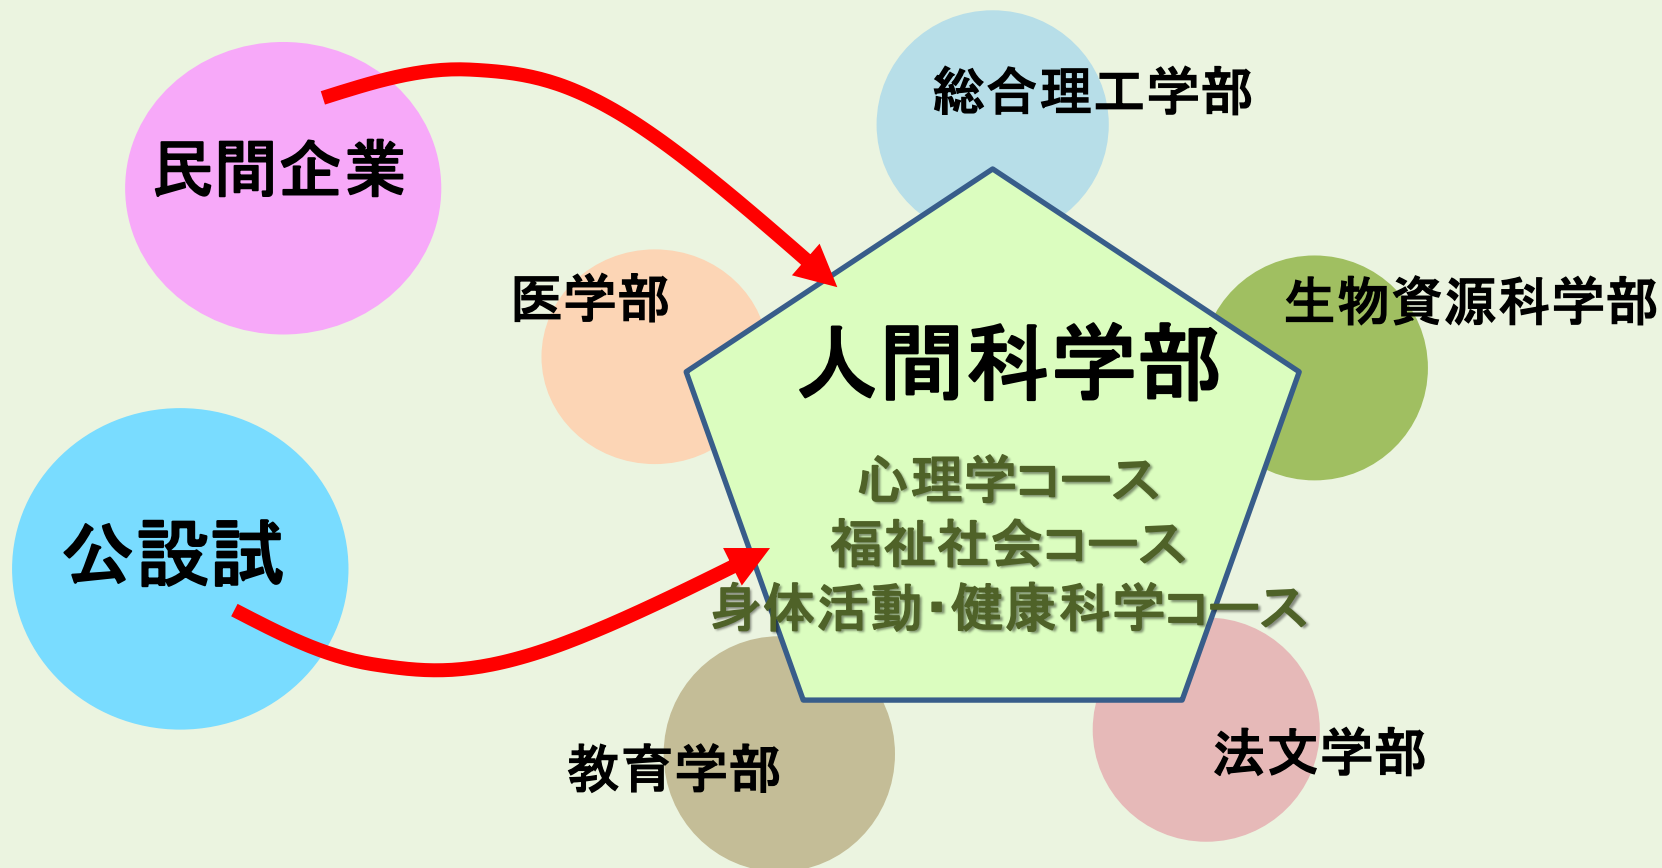 総合理工学部
民間企業
医学部
生物資源科学部
人間科学部
心理学コース
福祉社会コース
身体活動・健康科学コース
公設試
教育学部
法文学部